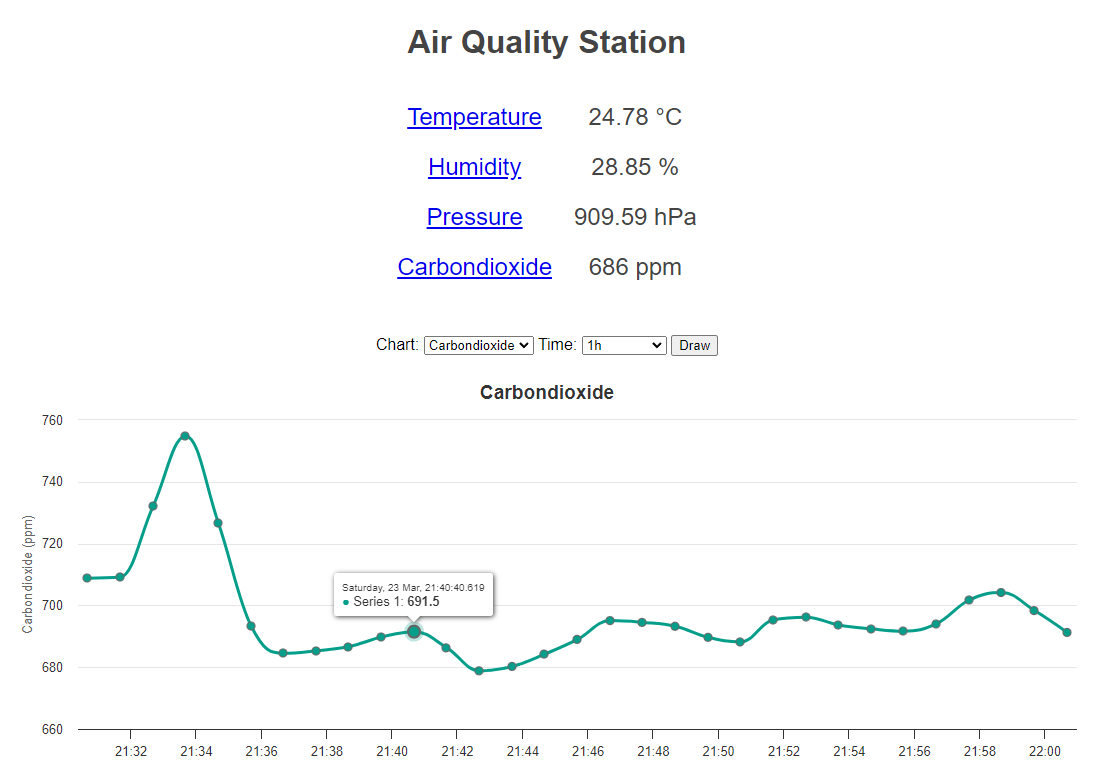 Air Quality Station
Temperature 24.78 °C
Humidity 28.85 %
Pressure 909.59 hPa
Carbondioxide 686 ppm
Chart: Carbondioxide Time: 1h Draw
Carbondioxide
Carbondioxide (ppm)
760
740
720
700
680
660
Saturday, 23 Mar, 21:40:40.619
● Series 1: 691.5
21:32 21:34 21:36 21:38 21:40 21:42 21:44 21:46 21:48 21:50 21:52 21:54 21:56 21:58 22:00